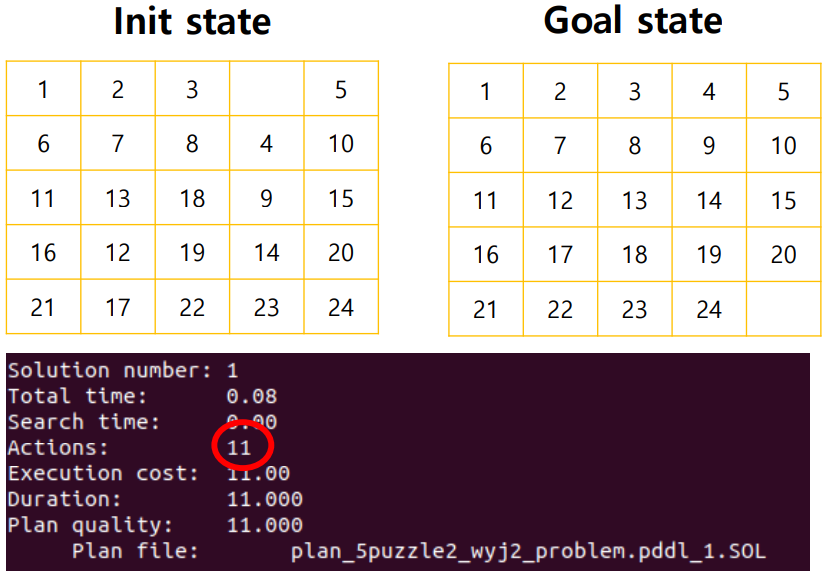 Init state
1 2 3 5
6 7 8 4 10
11 13 18 9 15
16 12 19 14 20
21 17 22 23 24
Goal state
1 2 3 4 5
6 7 8 9 10
11 12 13 14 15
16 17 18 19 20
21 22 23 24
Solution number: 1
Total time: 0.08
Search time: 0.00
Actions: 11
Execution cost: 11.00
Duration: 11.000
Plan quality: 11.000
Plan file: plan_5puzzle2_wyj2_problem.pddl_1.SOL